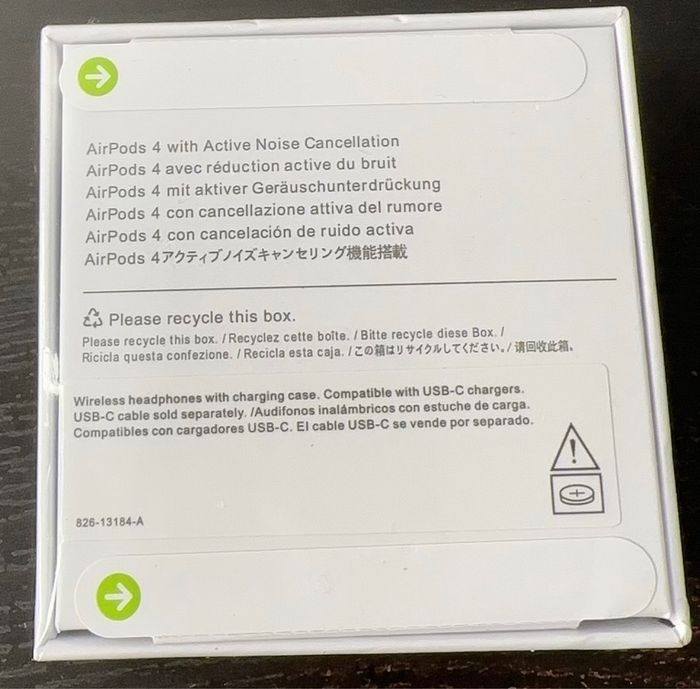 AirPods 4 with Active Noise Cancellation
AirPods 4 avec réduction active du bruit
AirPods 4 mit aktiver Geräuschunterdrückung
AirPods 4 con cancellazione attiva del rumore
AirPods 4 con cancelación de ruido activa
AirPods 4アクティブノイズキャンセリング機能搭載
Please recycle this box.
Please recycle this box. / Recyclez cette boîte. / Bitte recycle diese Box. /
Ricicla questa confezione. / Recicla esta caja. / この箱はリサイクルしてください。/ 请回收此箱。
Wireless headphones with charging case. Compatible with USB-C chargers.
USB-C cable sold separately. /Audifonos inalámbricos con estuche de carga.
Compatibles con cargadores USB-C. El cable USB-C se vende por separado.
826-13184-A